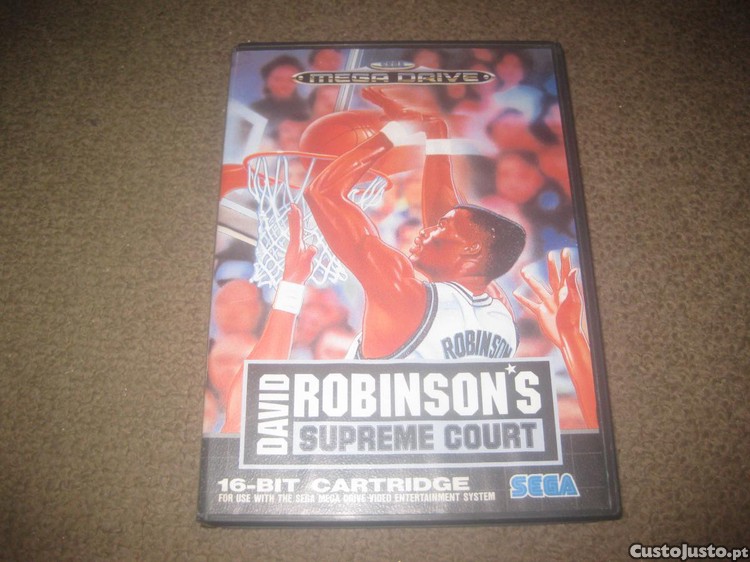 SEGA
MEGA DRIVE
ROBINSON
DAVID
ROBINSON'S
SUPREME COURT
16-BIT CARTRIDGE
FOR USE WITH THE SEGA MEGA DRIVE VIDEO ENTERTAINMENT SYSTEM
SEGA
CustoJusto.pt